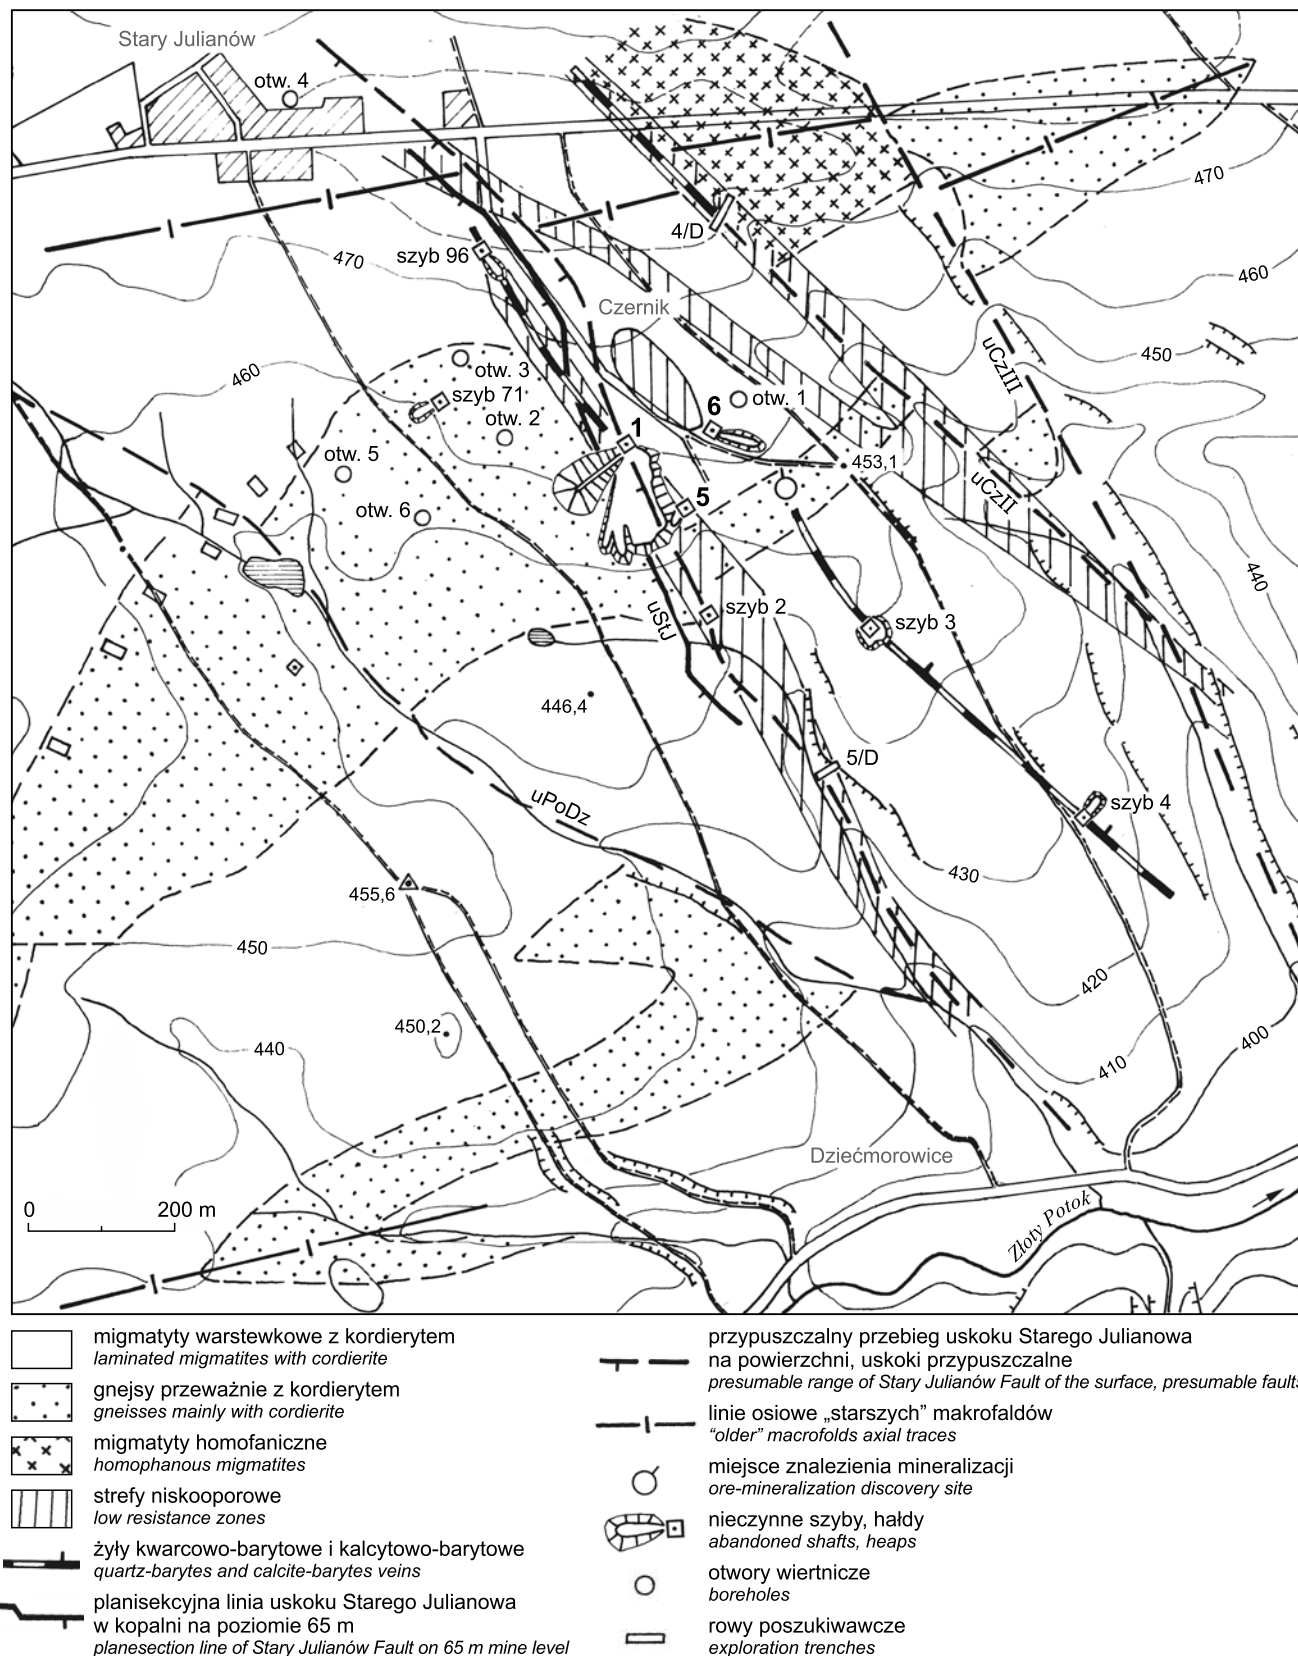 Stary Julianów
otw. 4
470
4/D
szyb 96
470
460
Czernik
450
uCzIII
460
otw. 3
szyb 71
otw. 2
otw. 1
6
1
453,1
otw. 5
5
uCzII
otw. 6
440
szyb 2
uStJ
szyb 3
446,4
5/D
uPoDz
szyb 4
430
455,6
450
420
450,2
440
410
400
Dziećmorowice
Złoty Potok
0 200 m
migmatyty warstewkowe z kordierytem
laminated migmatites with cordierite
gnejsy przeważnie z kordierytem
gneisses mainly with cordierite
migmatyty homofaniczne
homophanous migmatites
strefy niskooporowe
low resistance zones
żyły kwarcowo-barytowe i kalcytowo-barytowe
quartz-barytes and calcite-barytes veins
planisekcyjna linia uskoku Starego Julianowa
w kopalni na poziomie 65 m
planesection line of Stary Julianów Fault on 65 m mine level
przypuszczalny przebieg uskoku Starego Julianowa
na powierzchni, uskoki przypuszczalne
presumable range of Stary Julianów Fault of the surface, presumable faults
linie osiowe „starszych” makrofałdów
“older” macrofolds axial traces
miejsce znalezienia mineralizacji
ore-mineralization discovery site
nieczynne szyby, hałdy
abandoned shafts, heaps
otwory wiertnicze
boreholes
rowy poszukiwawcze
exploration trenches